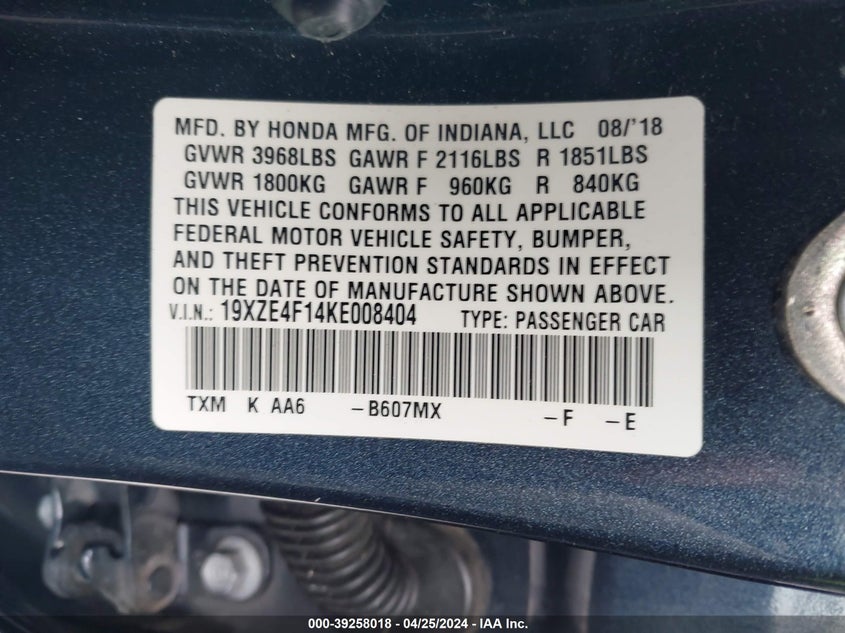 MFD. BY HONDA MFG. OF INDIANA, LLC 08/'18
GVWR 3968LBS GAWR F 2116LBS R 1851LBS
GVWR 1800KG GAWR F 960KG R 840KG
THIS VEHICLE CONFORMS TO ALL APPLICABLE
FEDERAL MOTOR VEHICLE SAFETY, BUMPER,
AND THEFT PREVENTION STANDARDS IN EFFECT
ON THE DATE OF MANUFACTURE SHOWN ABOVE.
V.I.N.: 19XZE4F14KE008404 TYPE: PASSENGER CAR
TXM K AA6 -B607MX -F -E
000-39258018 - 04/25/2024 - IAA Inc.